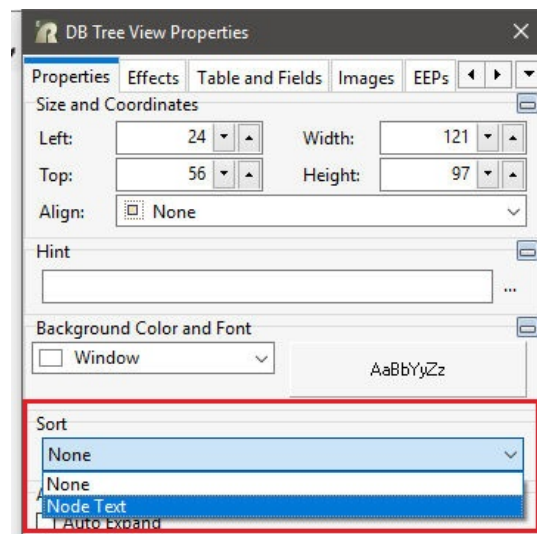 DB Tree View Properties
Properties Effects Table and Fields Images EEPs
Size and Coordinates
Left: 24 Width: 121
Top: 56 Height: 97
Align: None
Hint
...
Background Color and Font
Window AaBbYyZz
Sort
None
None
Node Text
Auto Expand